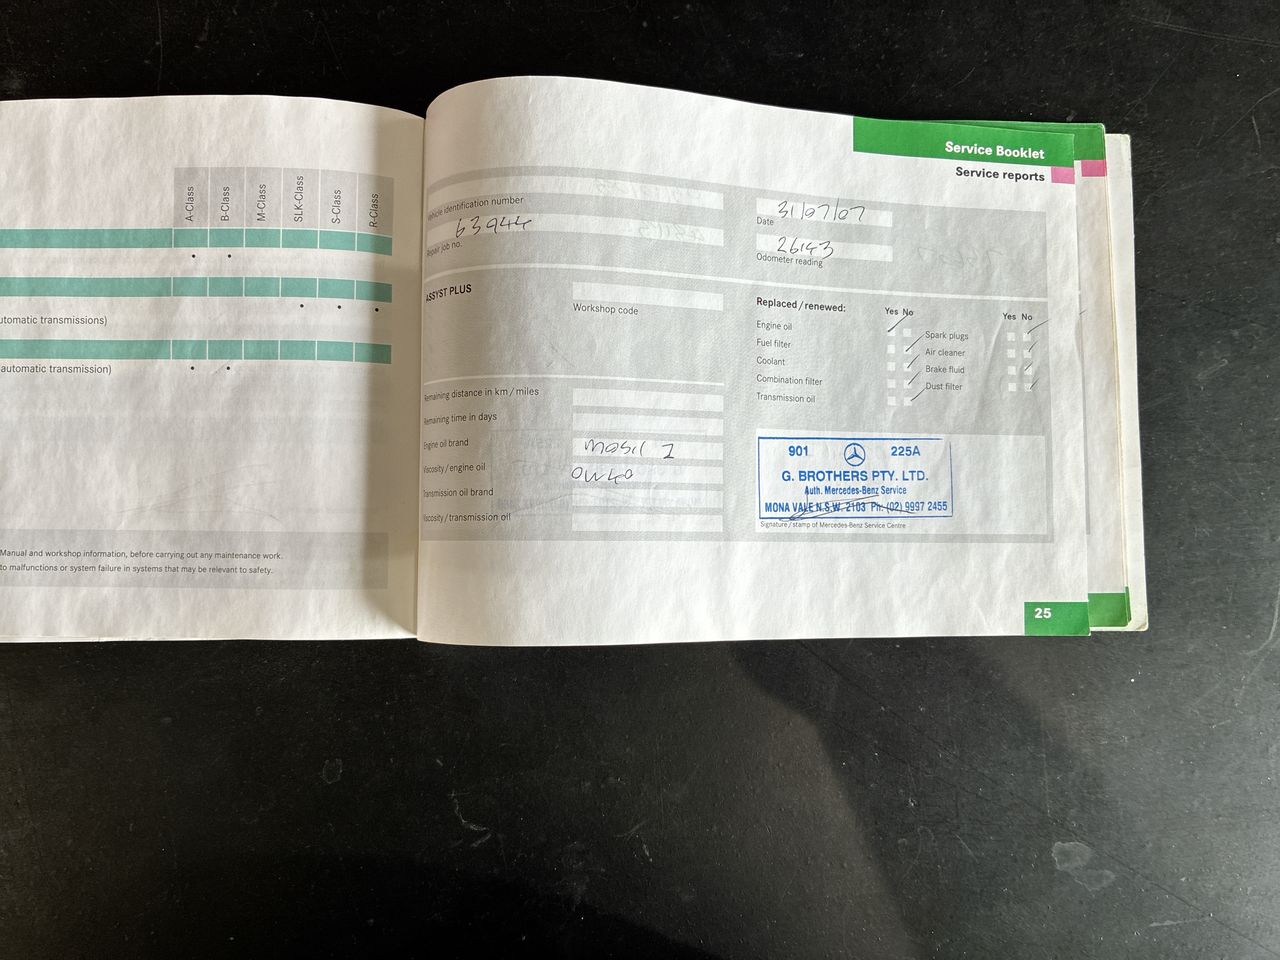 A-Class
B-Class
M-Class
SLK-Class
S-Class
R-Class
utomatic transmissions)
automatic transmission)
Manual and workshop information, before carrying out any maintenance work.
to malfunctions or system failure in systems that may be relevant to safety.
Service Booklet
Service reports
Vehicle identification number
63944
Repair job no.
31/07/07
Date
26143
Odometer reading
ASSYST PLUS
Workshop code
Replaced/renewed:
Yes No
Yes No
Engine oil
Spark plugs
Fuel filter
Air cleaner
Coolant
Brake fluid
Combination filter
Dust filter
Transmission oil
Remaining distance in km/miles
Remaining time in days
Engine oil brand
Mobil 1
Viscosity/engine oil
0W40
Transmission oil brand
Viscosity/transmission oil
901 225A
G. BROTHERS PTY. LTD.
Auth. Mercedes-Benz Service
MONA VALE N.S.W. 2103 Ph: (02) 9997 2455
Signature/stamp of Mercedes-Benz Service Centre
25